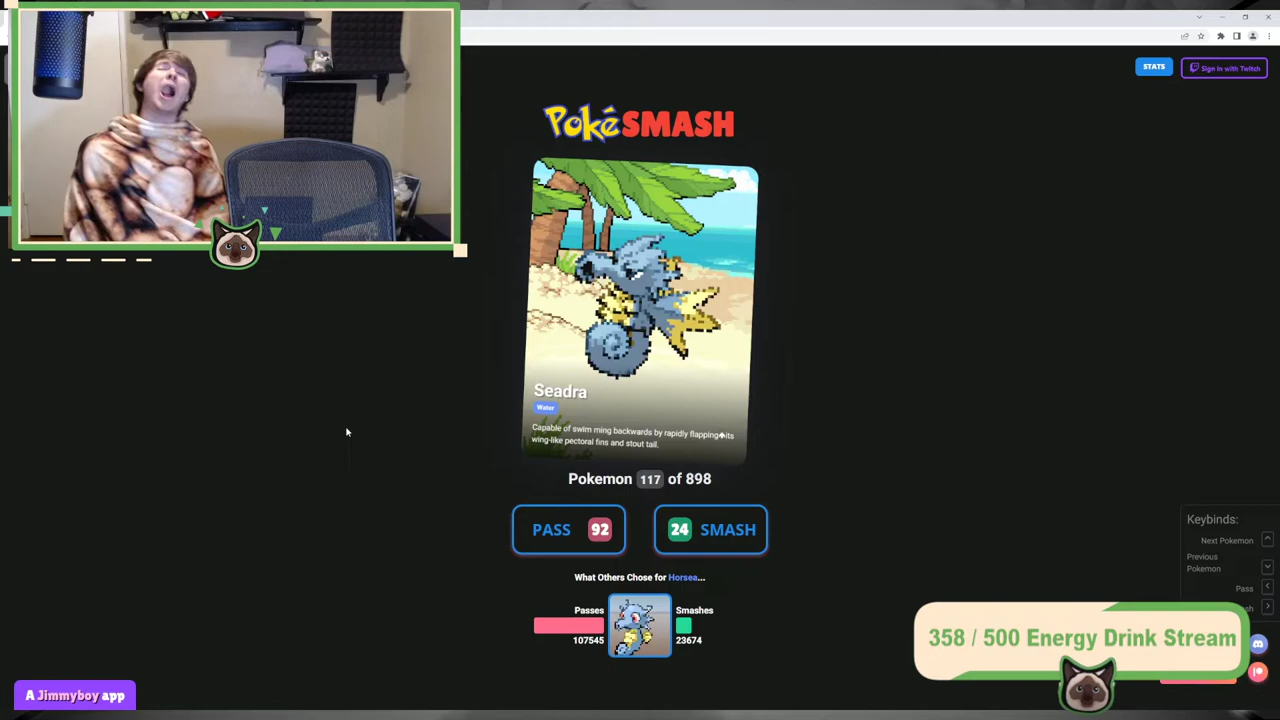 STATS
Sign in with Twitch
PokéSMASH
Seadra
Water
Capable of swim ming backwards by rapidly flapping its
wing-like pectoral fins and stout tail.
Pokemon 117 of 898
PASS 92
24 SMASH
What Others Chose for Horsea...
Passes
107545
Smashes
23674
Keybinds:
Next Pokemon
Previous
Pokemon
Pass
358 / 500 Energy Drink Stream
A Jimmyboy app